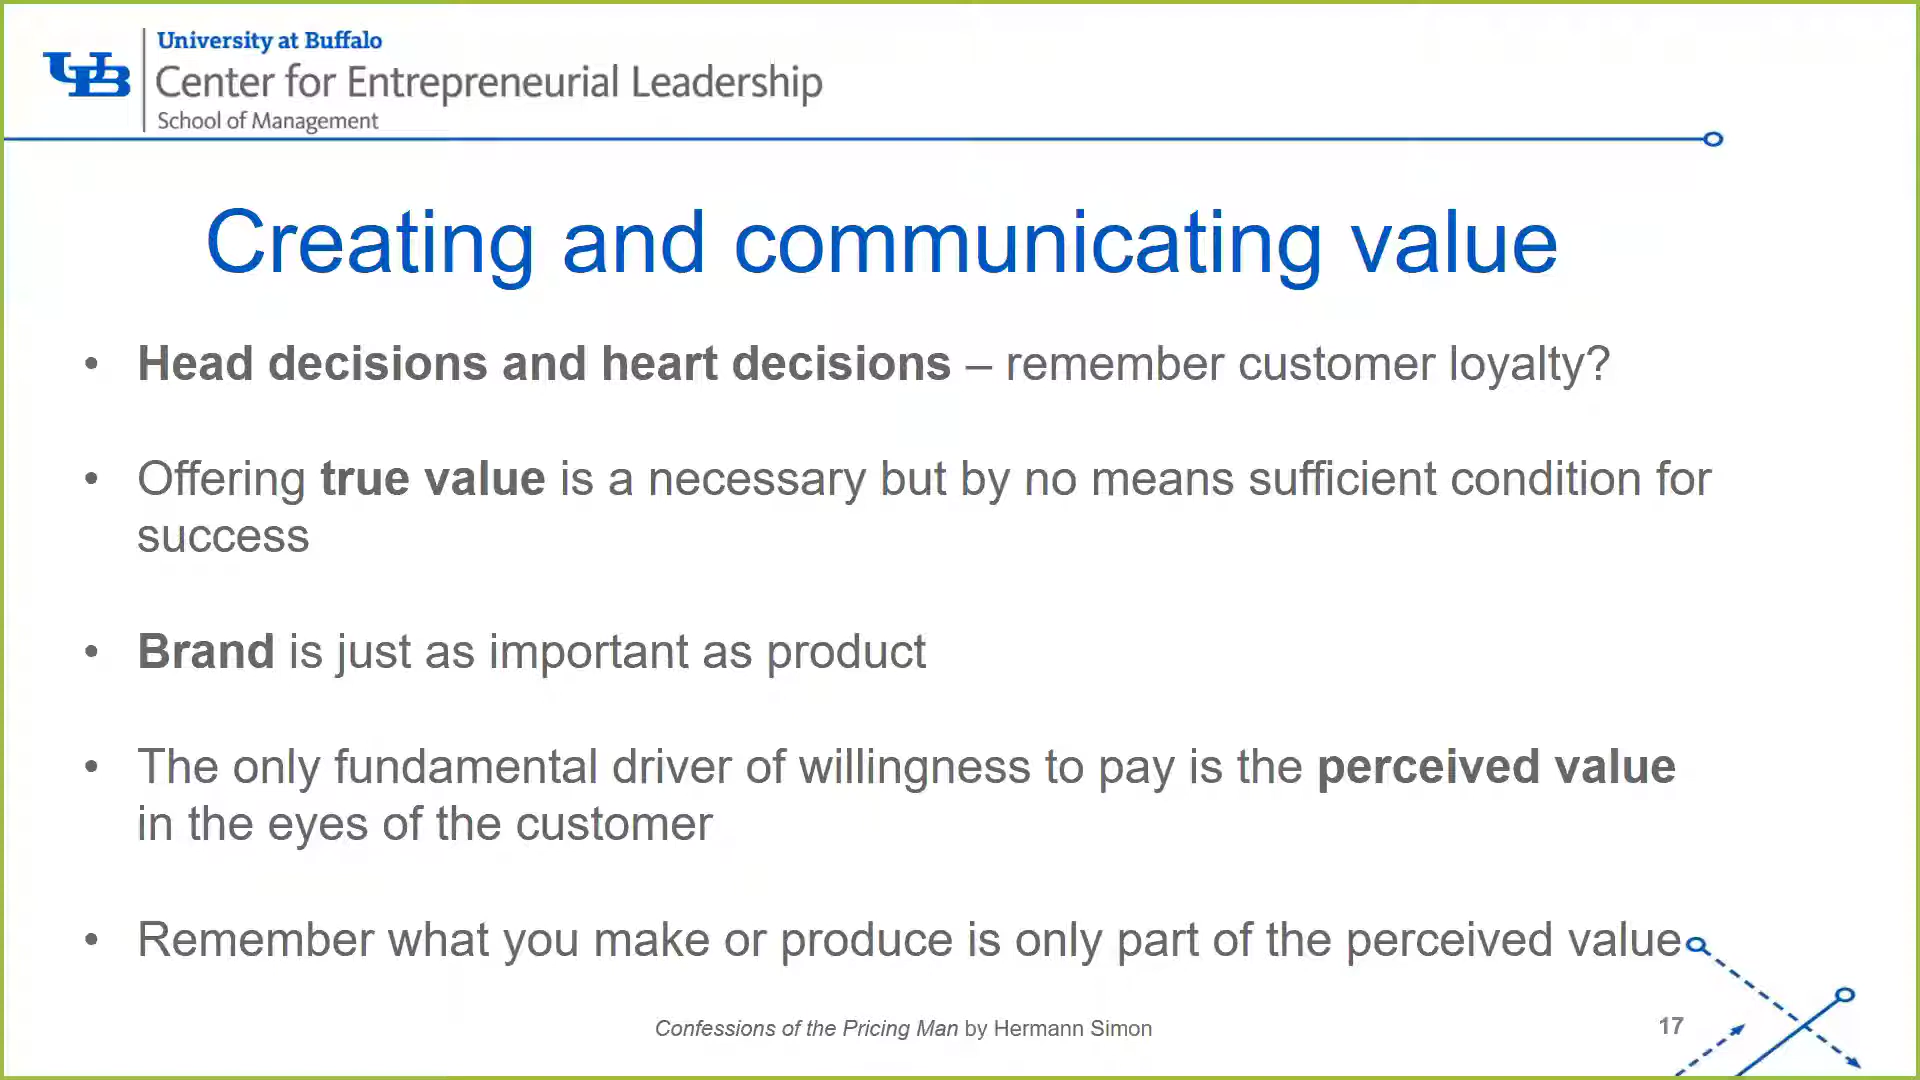 UB
University at Buffalo
Center for Entrepreneurial Leadership
School of Management
Creating and communicating value
• Head decisions and heart decisions – remember customer loyalty?
• Offering true value is a necessary but by no means sufficient condition for
success
• Brand is just as important as product
• The only fundamental driver of willingness to pay is the perceived value
in the eyes of the customer
• Remember what you make or produce is only part of the perceived value
Confessions of the Pricing Man by Hermann Simon
17